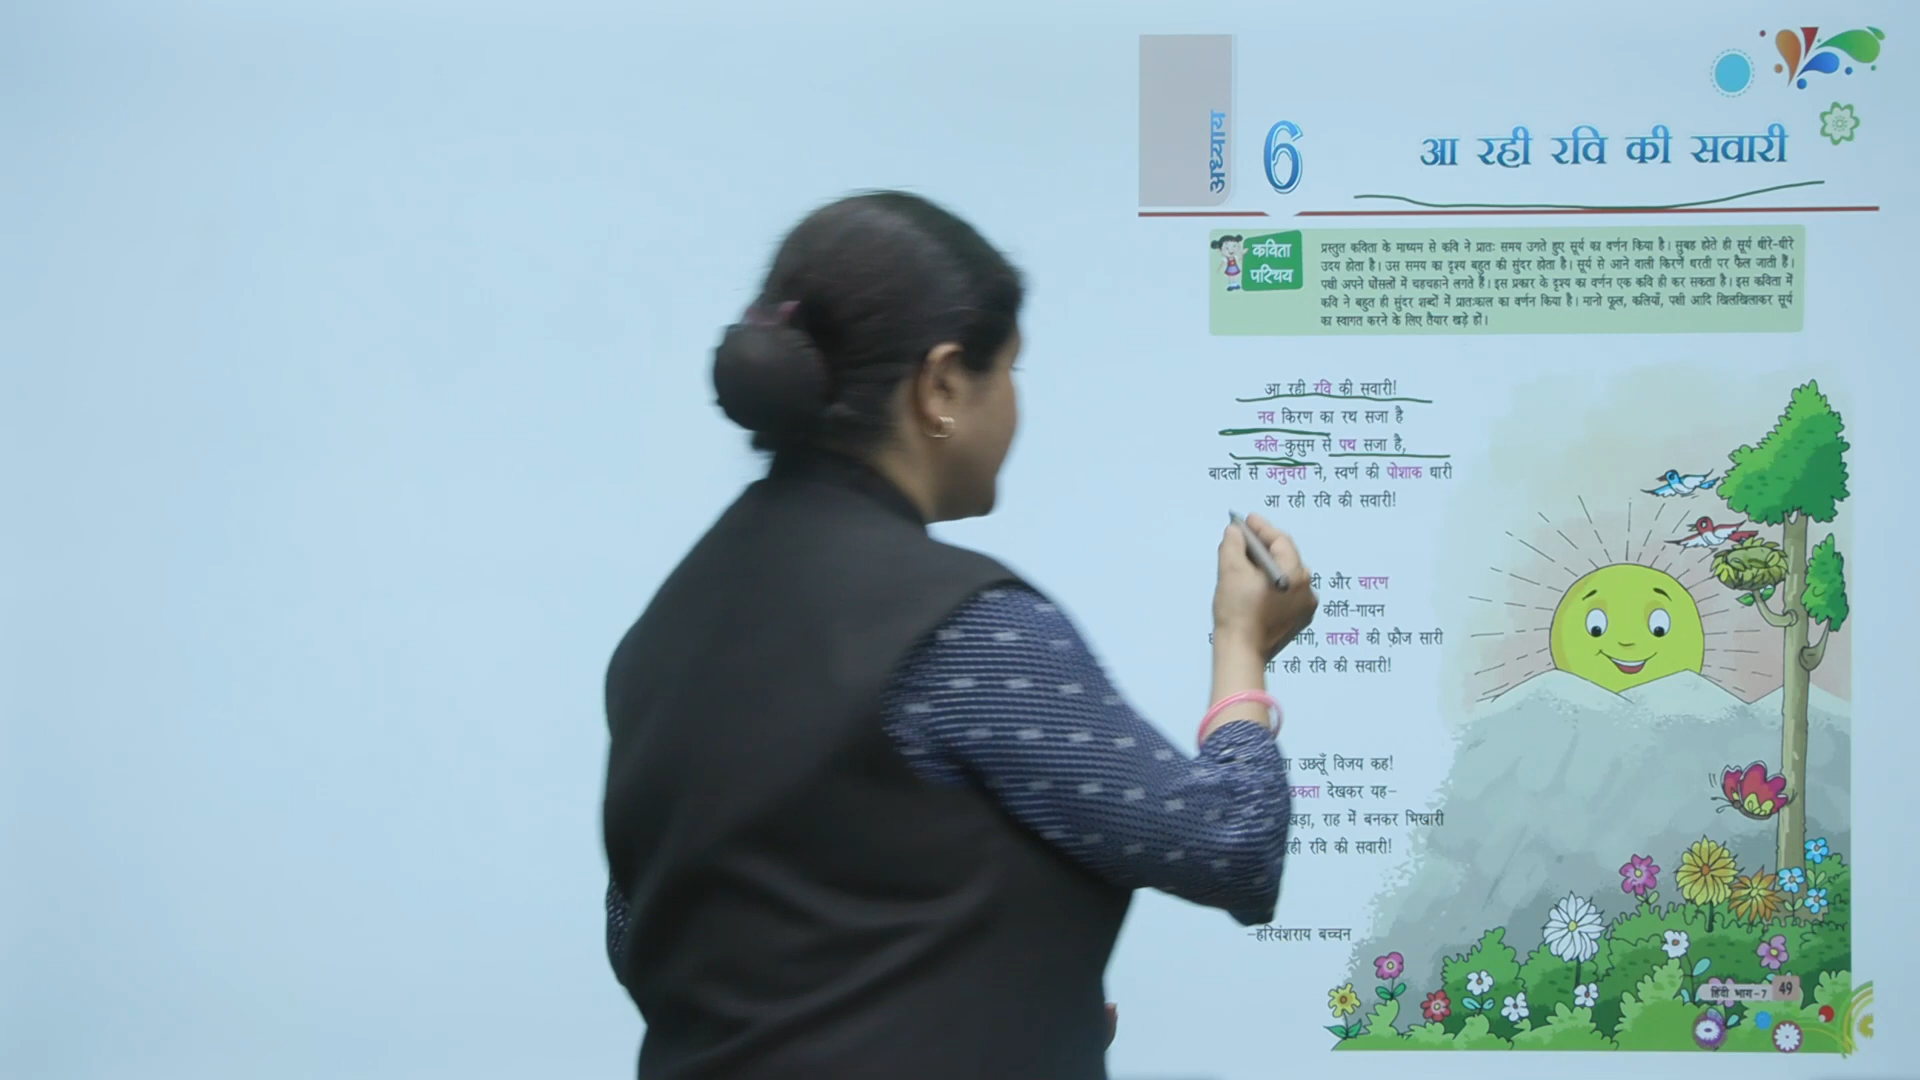 अध्याय
6
आ रही रवि की सवारी
कविता
परिचय
प्रस्तुत कविता के माध्यम से कवि ने प्रातः समय उगते हुए सूर्य का वर्णन किया है। सुबह होते ही सूर्य धीरे-धीरे
उदय होता है। उस समय का दृश्य बहुत की सुंदर होता है। सूर्य से आने वाली किरणें धरती पर फैल जाती हैं।
पक्षी अपने घोंसलों में चहचहाने लगते हैं। इस प्रकार के दृश्य का वर्णन एक कवि ही कर सकता है। इस कविता में
कवि ने बहुत ही सुंदर शब्दों में प्रातःकाल का वर्णन किया है। मानो फूल, कलियाँ, पक्षी आदि खिलखिलाकर सूर्य
का स्वागत करने के लिए तैयार खड़े हों।
आ रही रवि की सवारी!
नव किरण का रथ सजा है
कलि-कुसुम से पथ सजा है,
बादलों से अनुचरों ने, स्वर्ण की पोशाक धारी
आ रही रवि की सवारी!
और चारण
कीर्ति-गायन
तारकों की फ़ौज सारी
रही रवि की सवारी!
उछलूँ विजय कह!
देखकर यह-
खड़ा, राह में बनकर भिखारी
रवि की सवारी!
-हरिवंशराय बच्चन
हिंदी भाग-7 49